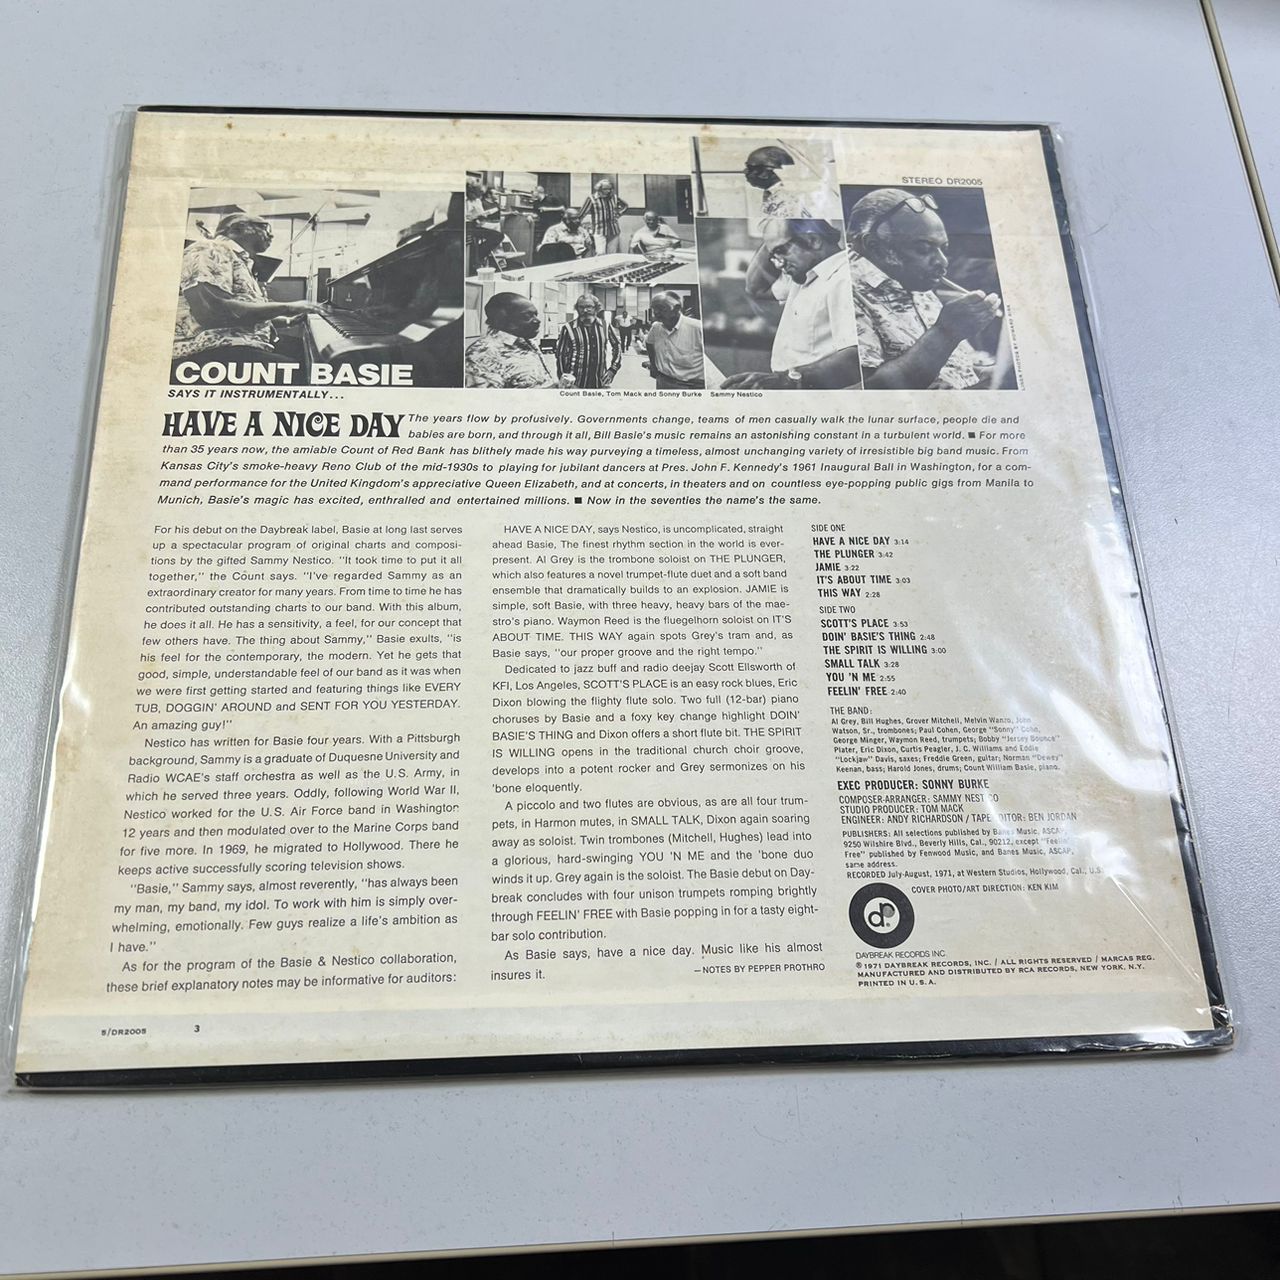 STEREO DR2005
COUNT BASIE
SAYS IT INSTRUMENTALLY...
Count Basie, Tom Mack and Sonny Burke Sammy Nestico
HAVE A NICE DAY The years flow by profusively. Governments change, teams of men casually walk the lunar surface, people die and
babies are born, and through it all, Bill Basie's music remains an astonishing constant in a turbulent world. ■ For more
than 35 years now, the amiable Count of Red Bank has blithely made his way purveying a timeless, almost unchanging variety of irresistible big band music. From
Kansas City's smoke-heavy Reno Club of the mid-1930s to playing for jubilant dancers at Pres. John F. Kennedy's 1961 Inaugural Ball in Washington, for a com-
mand performance for the United Kingdom's appreciative Queen Elizabeth, and at concerts, in theaters and on countless eye-popping public gigs from Manila to
Munich, Basie's magic has excited, enthralled and entertained millions. ■ Now in the seventies the name's the same.
For his debut on the Daybreak label, Basie at long last serves
up a spectacular program of original charts and composi-
tions by the gifted Sammy Nestico. "It took time to put it all
together," the Count says. "I've regarded Sammy as an
extraordinary creator for many years. From time to time he has
contributed outstanding charts to our band. With this album,
he does it all. He has a sensitivity, a feel, for our concept that
few others have. The thing about Sammy," Basie exults, "is
his feel for the contemporary, the modern. Yet he gets that
good, simple, understandable feel of our band as it was when
we were first getting started and featuring things like EVERY
TUB, DOGGIN' AROUND and SENT FOR YOU YESTERDAY.
An amazing guy!"
Nestico has written for Basie four years. With a Pittsburgh
background, Sammy is a graduate of Duquesne University and
Radio WCAE's staff orchestra as well as the U.S. Army, in
which he served three years. Oddly, following World War II,
Nestico worked for the U.S. Air Force band in Washington
12 years and then modulated over to the Marine Corps band
for five more. In 1969, he migrated to Hollywood. There he
keeps active successfully scoring television shows.
"Basie," Sammy says, almost reverently, "has always been
my man, my band, my idol. To work with him is simply over-
whelming, emotionally. Few guys realize a life's ambition as
I have."
As for the program of the Basie & Nestico collaboration,
these brief explanatory notes may be informative for auditors:
HAVE A NICE DAY, says Nestico, is uncomplicated, straight
ahead Basie, The finest rhythm section in the world is ever-
present. Al Grey is the trombone soloist on THE PLUNGER,
which also features a novel trumpet-flute duet and a soft band
ensemble that dramatically builds to an explosion. JAMIE is
simple, soft Basie, with three heavy, heavy bars of the mae-
stro's piano. Waymon Reed is the fluegelhorn soloist on IT'S
ABOUT TIME. THIS WAY again spots Grey's tram and, as
Basie says, "our proper groove and the right tempo."
Dedicated to jazz buff and radio deejay Scott Ellsworth of
KFI, Los Angeles, SCOTT'S PLACE is an easy rock blues, Eric
Dixon blowing the flighty flute solo. Two full (12-bar) piano
choruses by Basie and a foxy key change highlight DOIN'
BASIE'S THING and Dixon offers a short flute bit. THE SPIRIT
IS WILLING opens in the traditional church choir groove,
develops into a potent rocker and Grey sermonizes on his
'bone eloquently.
A piccolo and two flutes are obvious, as are all four trum-
pets, in Harmon mutes, in SMALL TALK, Dixon again soaring
away as soloist. Twin trombones (Mitchell, Hughes) lead into
a glorious, hard-swinging YOU 'N ME and the 'bone duo
winds it up. Grey again is the soloist. The Basie debut on Day-
break concludes with four unison trumpets romping brightly
through FEELIN' FREE with Basie popping in for a tasty eight-
bar solo contribution.
As Basie says, have a nice day. Music like his almost
insures it.
—NOTES BY PEPPER PROTHRO
SIDE ONE
HAVE A NICE DAY 3:14
THE PLUNGER 3:42
JAMIE 3:22
IT'S ABOUT TIME 3:03
THIS WAY 2:28
SIDE TWO
SCOTT'S PLACE 3:53
DOIN' BASIE'S THING 2:48
THE SPIRIT IS WILLING 3:00
SMALL TALK 3:28
YOU 'N ME 2:55
FEELIN' FREE 2:40
THE BAND:
Al Grey, Bill Hughes, Grover Mitchell, Melvin Wanzo, John
Watson, Sr., trombones; Paul Cohen, George "Sonny" Cohn,
George Minger, Waymon Reed, trumpets; Bobby "Jersey Bounce"
Plater, Eric Dixon, Curtis Peagler, J. C. Williams and Eddie
"Lockjaw" Davis, saxes; Freddie Green, guitar; Norman "Dewey"
Keenan, bass; Harold Jones, drums; Count William Basie, piano.
EXEC PRODUCER: SONNY BURKE
COMPOSER-ARRANGER: SAMMY NESTICO
STUDIO PRODUCER: TOM MACK
ENGINEER: ANDY RICHARDSON / TAPE EDITOR: BEN JORDAN
PUBLISHERS: All selections published by Banes Music, ASCAP,
9250 Wilshire Blvd., Beverly Hills, Cal., 90212, except "Feelin'
Free" published by Fenwood Music, and Banes Music, ASCAP,
same address.
RECORDED July-August, 1971, at Western Studios, Hollywood, Cal., U.S.
COVER PHOTO/ART DIRECTION: KEN KIM
DAYBREAK RECORDS INC.
℗ 1971 DAYBREAK RECORDS, INC. / ALL RIGHTS RESERVED / MARCAS REG.
MANUFACTURED AND DISTRIBUTED BY RCA RECORDS, NEW YORK, N.Y.
PRINTED IN U.S.A.
5/DR2005 3